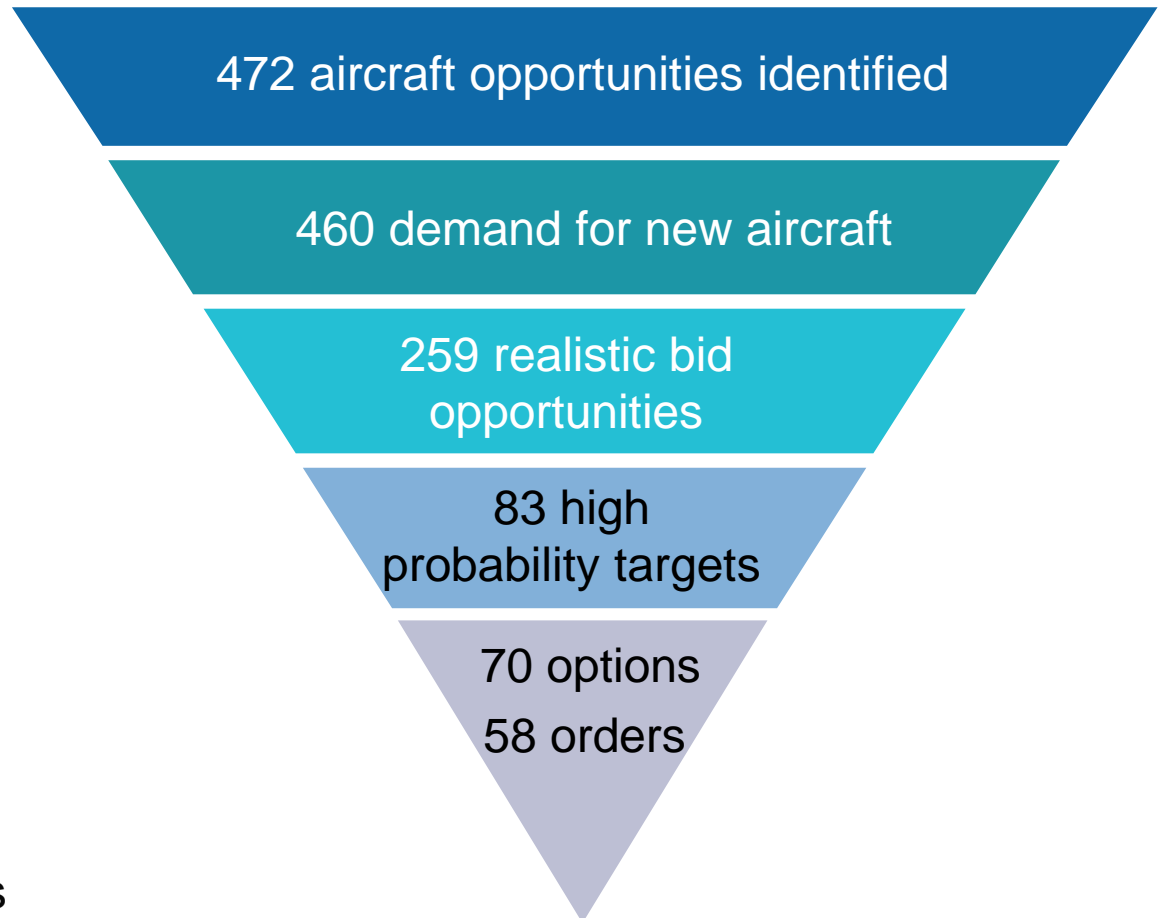 472 aircraft opportunities identified
460 demand for new aircraft
259 realistic bid
opportunities
83 high
probability targets
70 options
58 orders
s